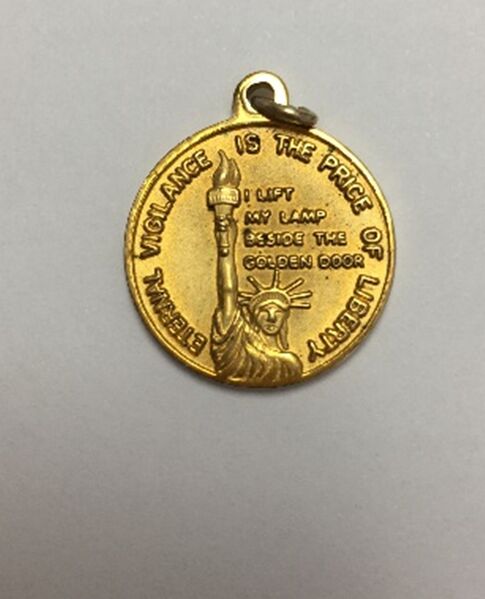 ETERNAL VIGILANCE IS THE PRICE OF LIBERTY
I LIFT
MY LAMP
BESIDE THE
GOLDEN DOOR